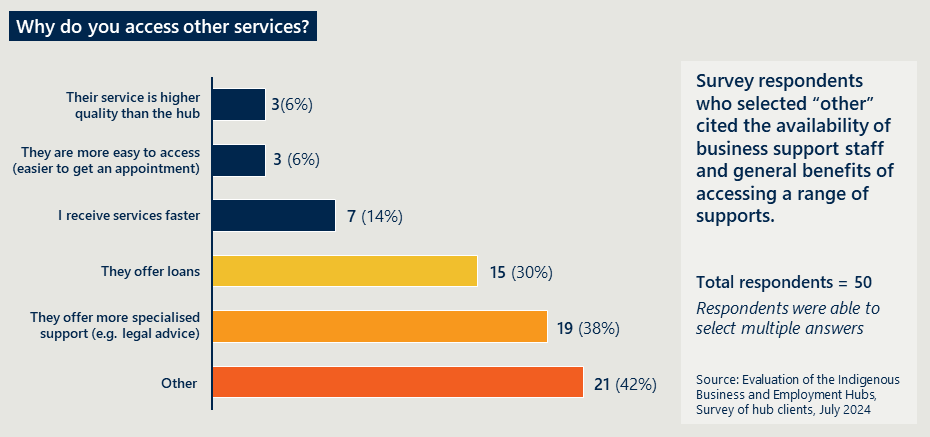 Why do you access other services?
Their service is higher
quality than the hub
3(6%)
They are more easy to access
(easier to get an appointment)
3 (6%)
I receive services faster
7 (14%)
They offer loans
15 (30%)
They offer more specialised
support (e.g. legal advice)
19 (38%)
Other
21 (42%)
Survey respondents
who selected “other”
cited the availability of
business support staff
and general benefits of
accessing a range of
supports.
Total respondents = 50
Respondents were able to
select multiple answers
Source: Evaluation of the Indigenous
Business and Employment Hubs,
Survey of hub clients, July 2024